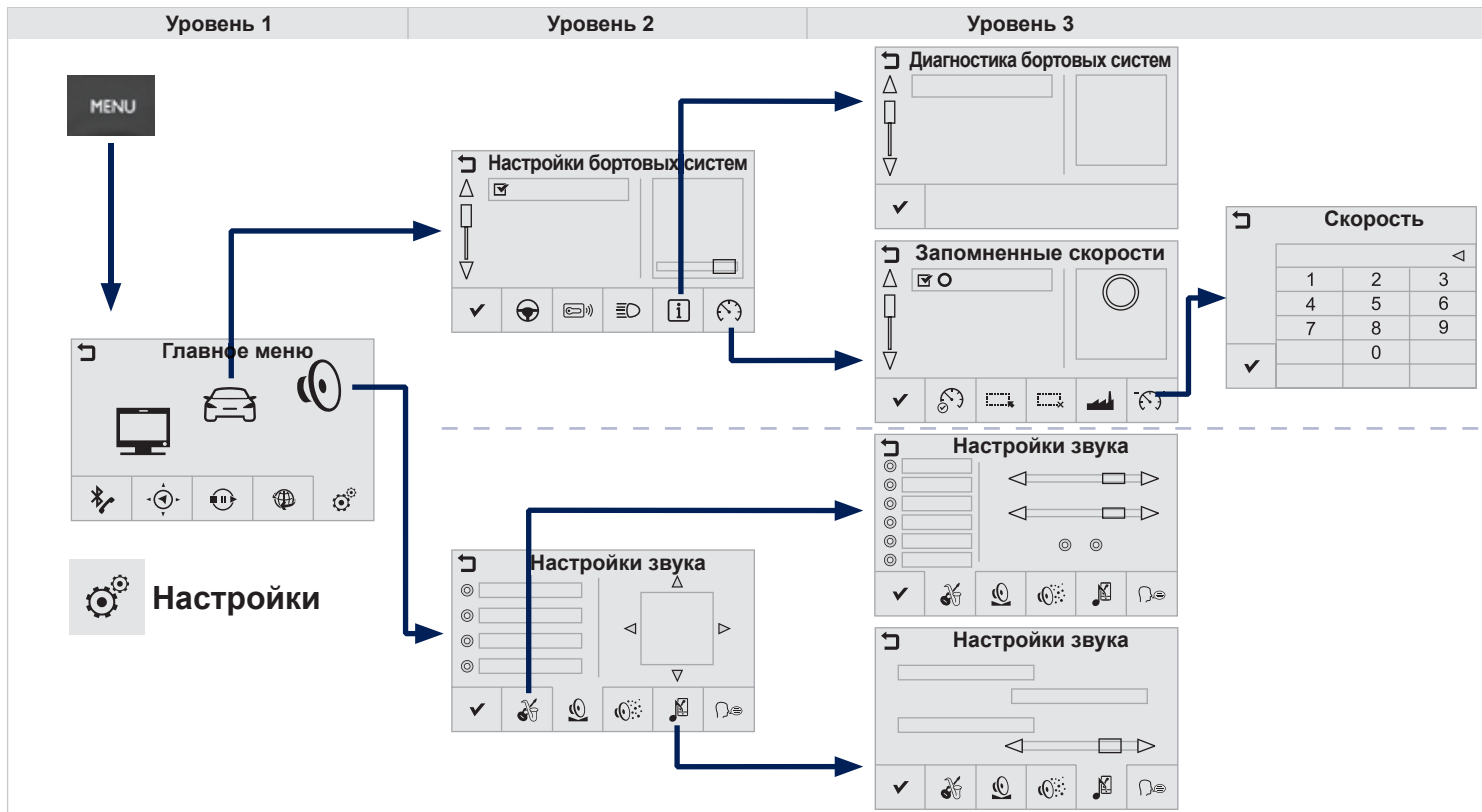 Уровень 1
Уровень 2
Уровень 3
MENU
Главное меню
Настройки
Настройки бортовых систем
Настройки звука
Диагностика бортовых систем
Запомненные скорости
Скорость
1 2 3
4 5 6
7 8 9
0
Настройки звука
Настройки звука